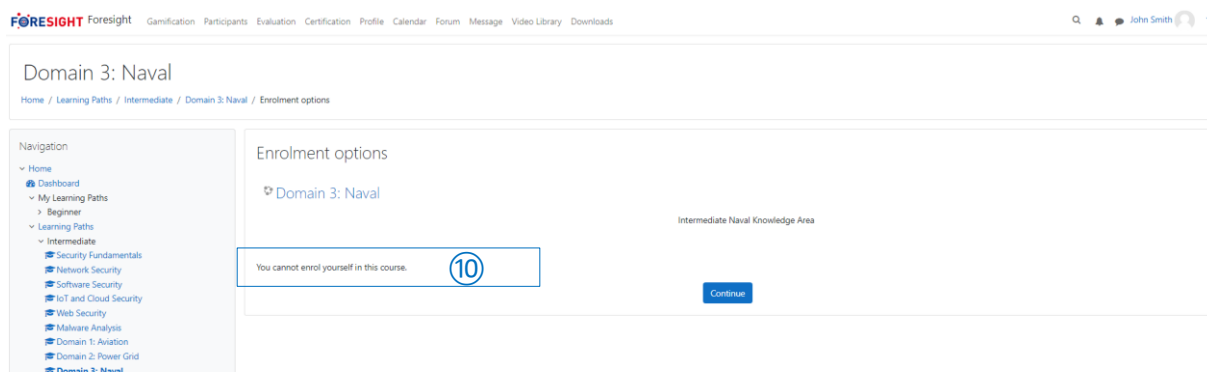 FORESIGHT Foresight Gamification Participants Evaluation Certification Profile Calendar Forum Message Video Library Downloads John Smith
Domain 3: Naval
Home / Learning Paths / Intermediate / Domain 3: Naval / Enrolment options
Navigation
Home
Dashboard
My Learning Paths
Beginner
Learning Paths
Intermediate
Security Fundamentals
Network Security
Software Security
IoT and Cloud Security
Web Security
Malware Analysis
Domain 1: Aviation
Domain 2: Power Grid
Domain 3: Naval
Enrolment options
Domain 3: Naval
Intermediate Naval Knowledge Area
You cannot enrol yourself in this course. ⑩
Continue